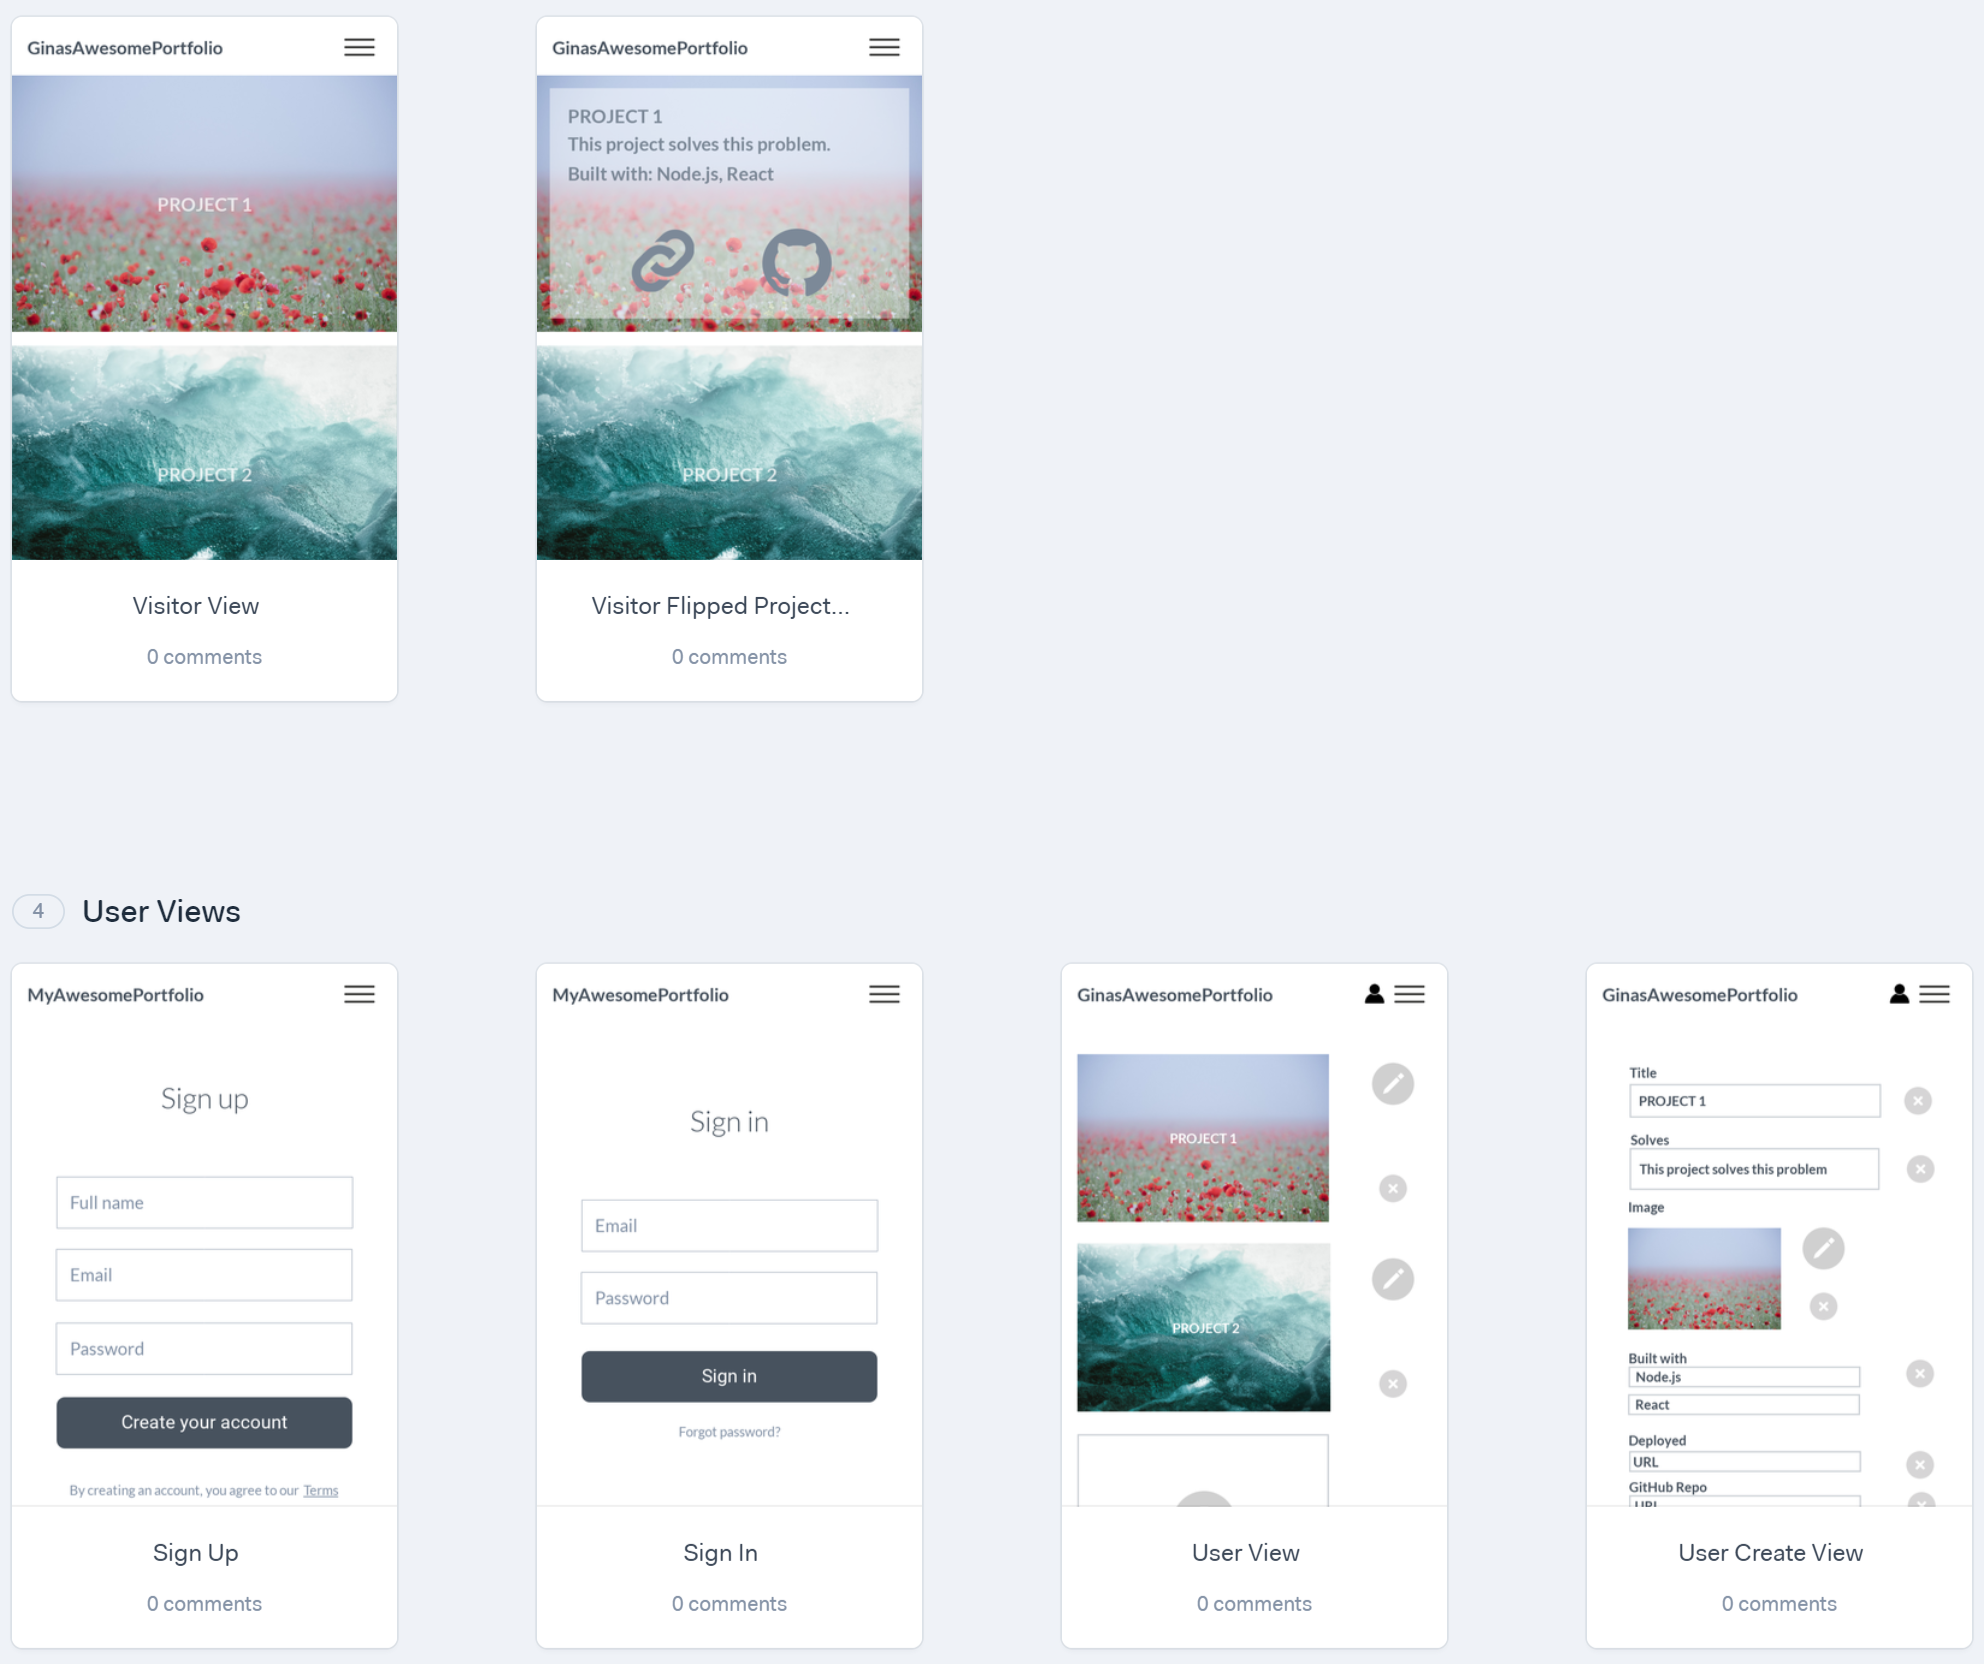 GinasAwesomePortfolio
PROJECT 1
PROJECT 2
Visitor View
0 comments
GinasAwesomePortfolio
PROJECT 1
This project solves this problem.
Built with: Node.js, React
PROJECT 2
Visitor Flipped Project...
0 comments
4 User Views
MyAwesomePortfolio
Sign up
Full name
Email
Password
Create your account
By creating an account, you agree to our Terms
Sign Up
0 comments
MyAwesomePortfolio
Sign in
Email
Password
Sign in
Forgot password?
Sign In
0 comments
GinasAwesomePortfolio
PROJECT 1
PROJECT 2
User View
0 comments
GinasAwesomePortfolio
Title
PROJECT 1
Solves
This project solves this problem
Image
Built with
Node.js
React
Deployed
URL
GitHub Repo
URL
User Create View
0 comments